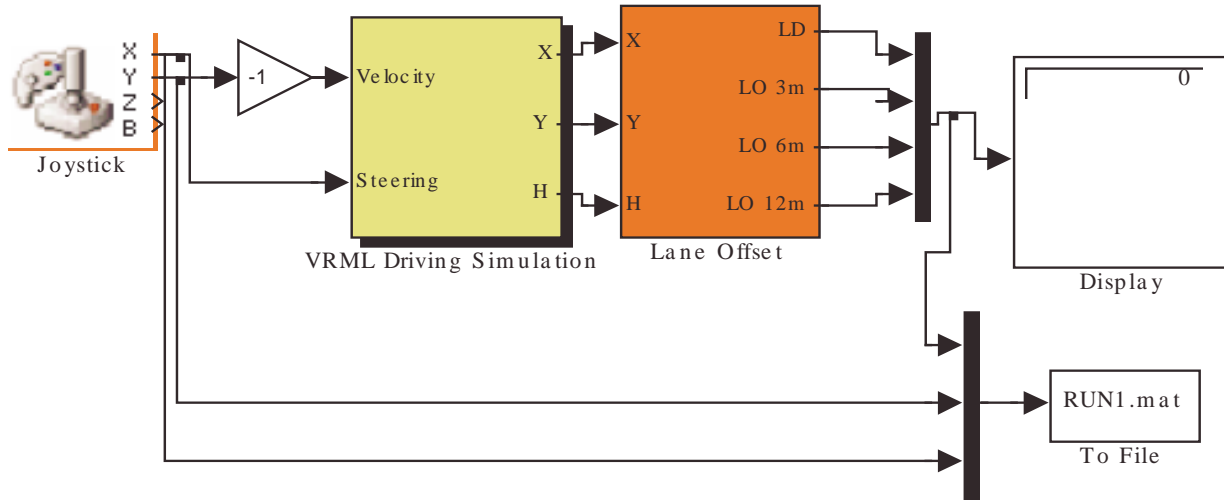 X
Y
Z
B
Joystick
-1
Velocity
Steering
X
Y
H
VRML Driving Simulation
X
Y
H
LD
LO 3m
LO 6m
LO 12m
Lane Offset
0
Display
RUN1.mat
To File